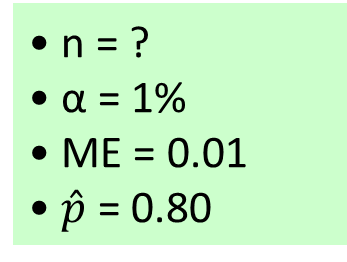 • n = ?
• α = 1%
• ME = 0.01
• p̂ = 0.80